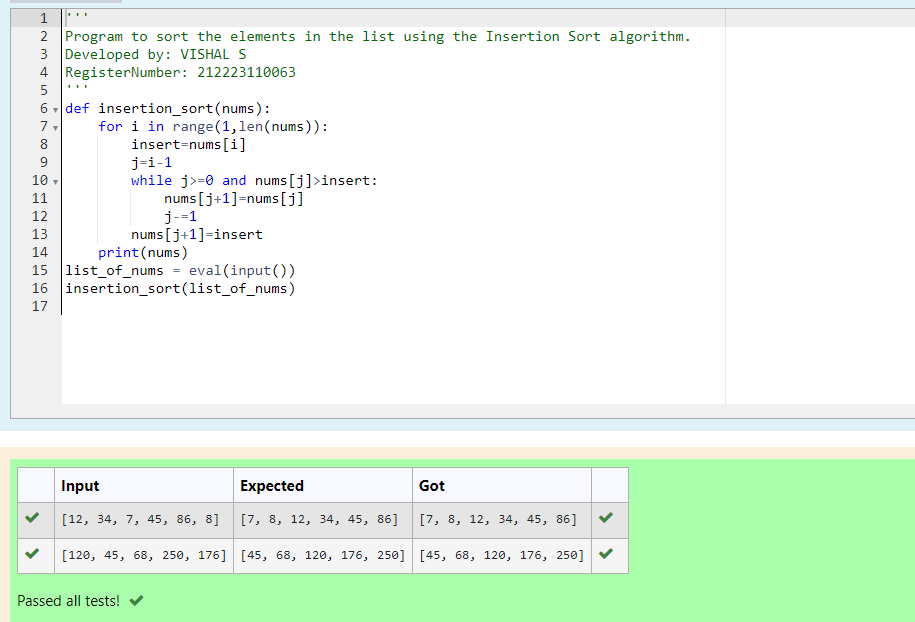 1 '''
2 Program to sort the elements in the list using the Insertion Sort algorithm.
3 Developed by: VISHAL S
4 RegisterNumber: 212223110063
5 '''
6 def insertion_sort(nums):
7     for i in range(1,len(nums)):
8         insert=nums[i]
9         j=i-1
10         while j>=0 and nums[j]>insert:
11             nums[j+1]=nums[j]
12             j-=1
13         nums[j+1]=insert
14     print(nums)
15 list_of_nums = eval(input())
16 insertion_sort(list_of_nums)
17
Input Expected Got
[12, 34, 7, 45, 86, 8] [7, 8, 12, 34, 45, 86] [7, 8, 12, 34, 45, 86]
[120, 45, 68, 250, 176] [45, 68, 120, 176, 250] [45, 68, 120, 176, 250]
Passed all tests!